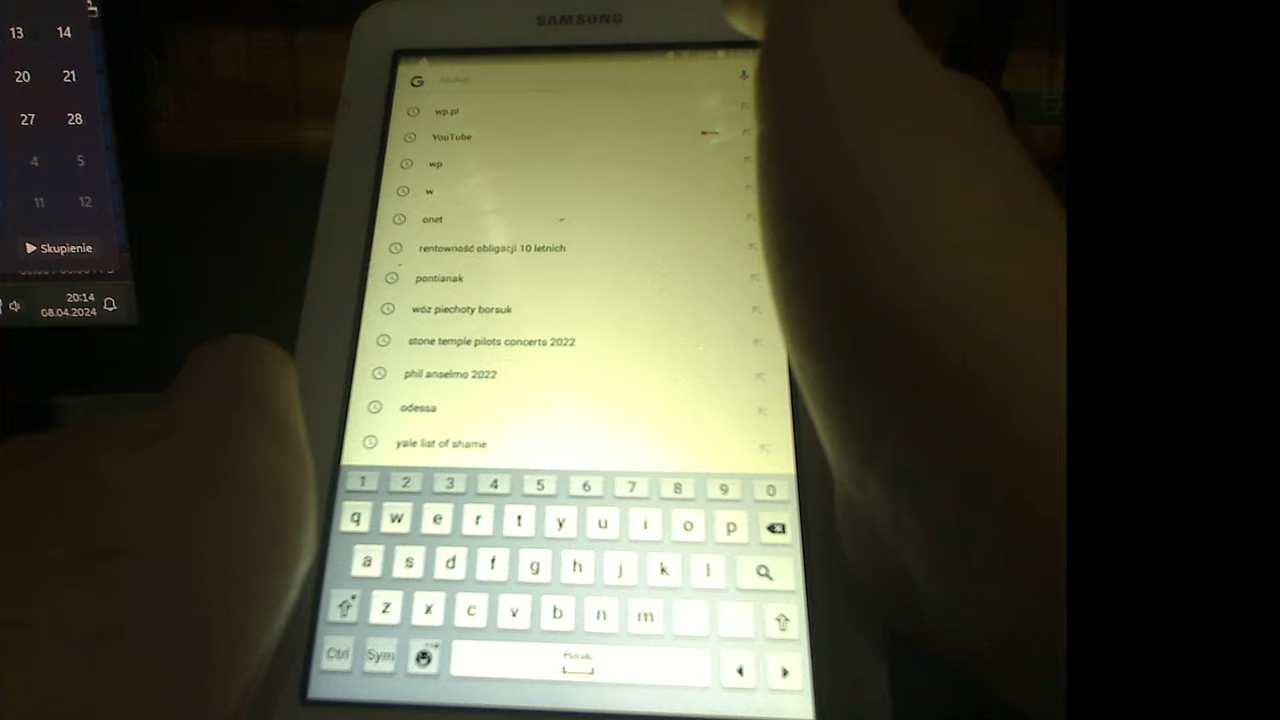 13 14
20 21
27 28
4 5
11 12
Skupienie
20:14
08.04.2024
SAMSUNG
G
wp.pl
YouTube
wp
w
onet
rentowność obligacji 10 letnich
pontianak
wóz piechoty borsuk
stone temple pilots concerts 2022
phil anselmo 2022
odessa
yale list of shame
1 2 3 4 5 6 7 8 9 0
q w e r t y u i o p
a s d f g h j k l
z x c v b n m
Ctrl Sym